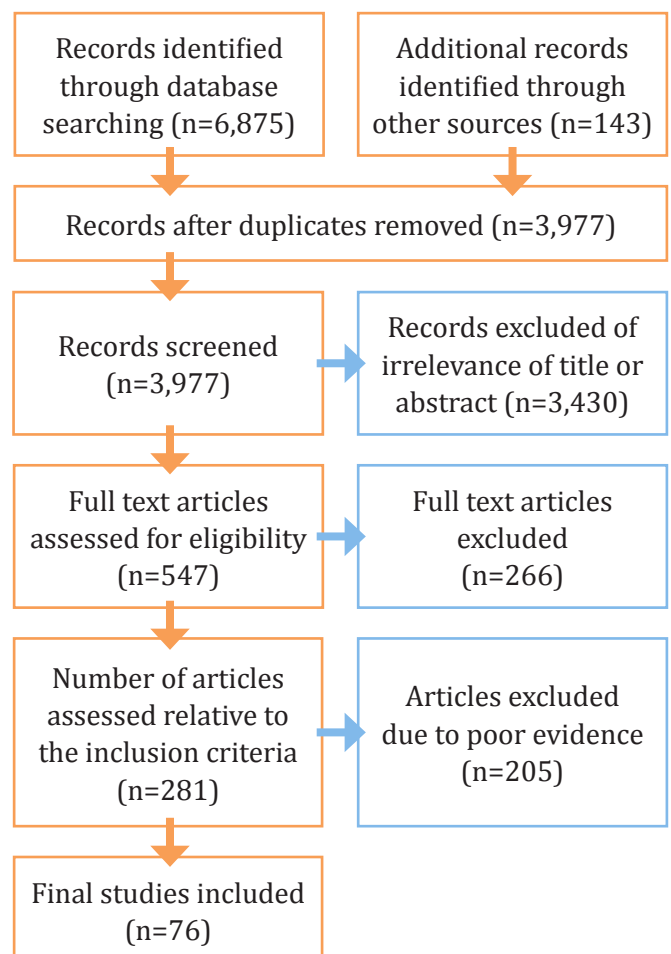 Records identified
through database
searching (n=6,875)
Additional records
identified through
other sources (n=143)
Records after duplicates removed (n=3,977)
Records screened
(n=3,977)
Records excluded of
irrelevance of title or
abstract (n=3,430)
Full text articles
assessed for eligibility
(n=547)
Full text articles
excluded
(n=266)
Number of articles
assessed relative to
the inclusion criteria
(n=281)
Articles excluded
due to poor evidence
(n=205)
Final studies included
(n=76)